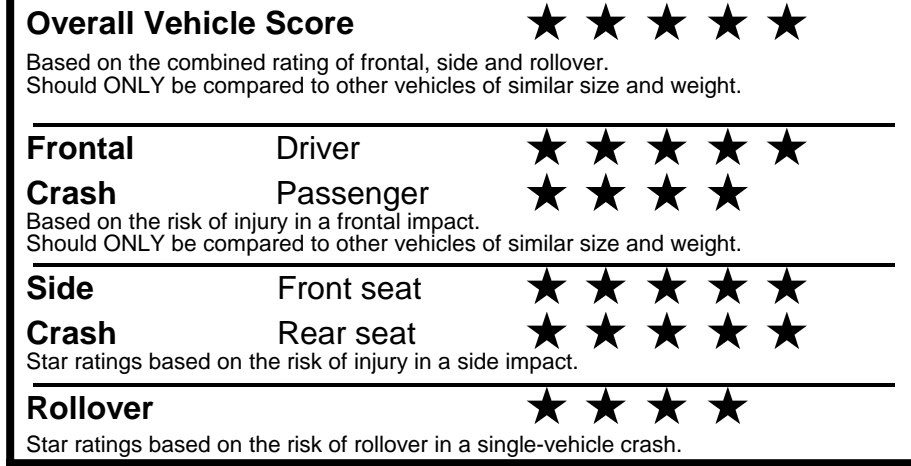 Overall Vehicle Score ★ ★ ★ ★ ★
Based on the combined rating of frontal, side and rollover.
Should ONLY be compared to other vehicles of similar size and weight.
Frontal Driver ★ ★ ★ ★ ★
Crash Passenger ★ ★ ★ ★
Based on the risk of injury in a frontal impact.
Should ONLY be compared to other vehicles of similar size and weight.
Side Front seat ★ ★ ★ ★ ★
Crash Rear seat ★ ★ ★ ★ ★
Star ratings based on the risk of injury in a side impact.
Rollover ★ ★ ★ ★
Star ratings based on the risk of rollover in a single-vehicle crash.